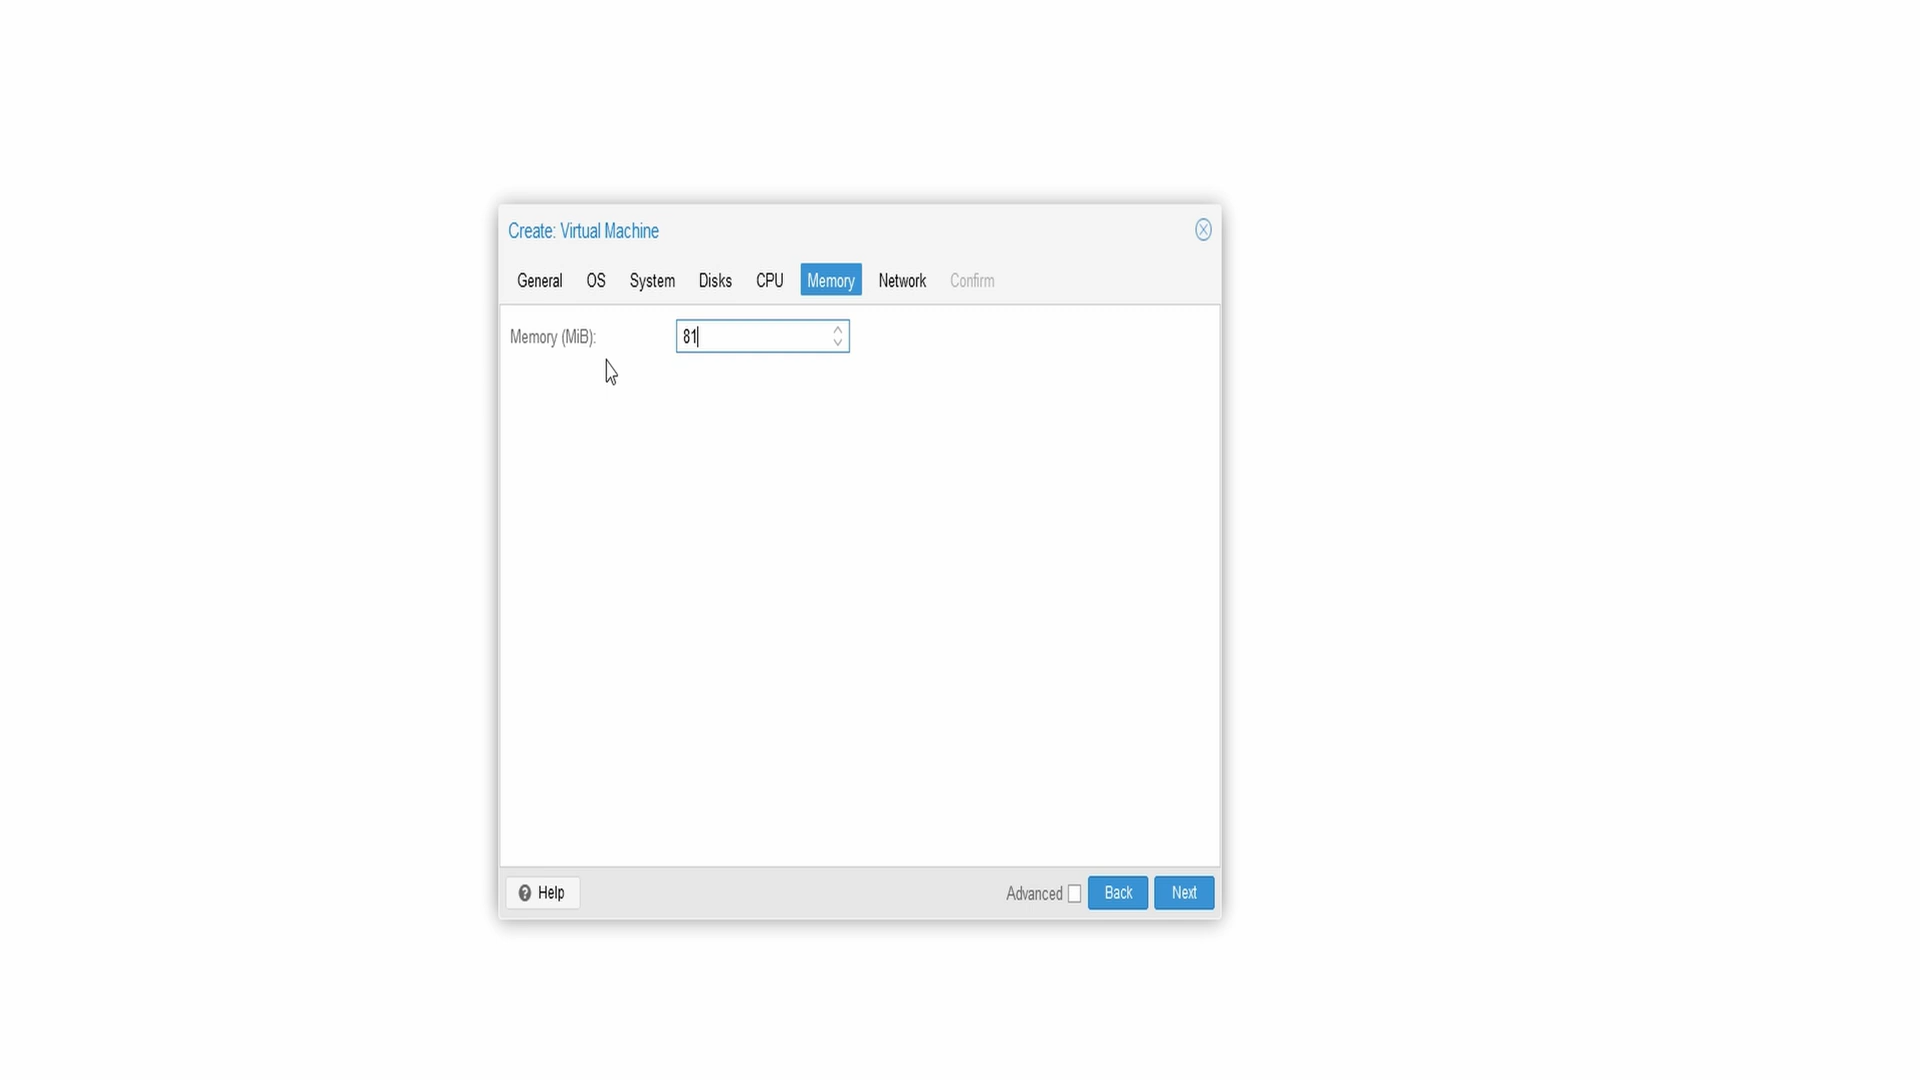 Create: Virtual Machine
General OS System Disks CPU Memory Network Confirm
Memory (MiB): 81
Help Advanced Back Next